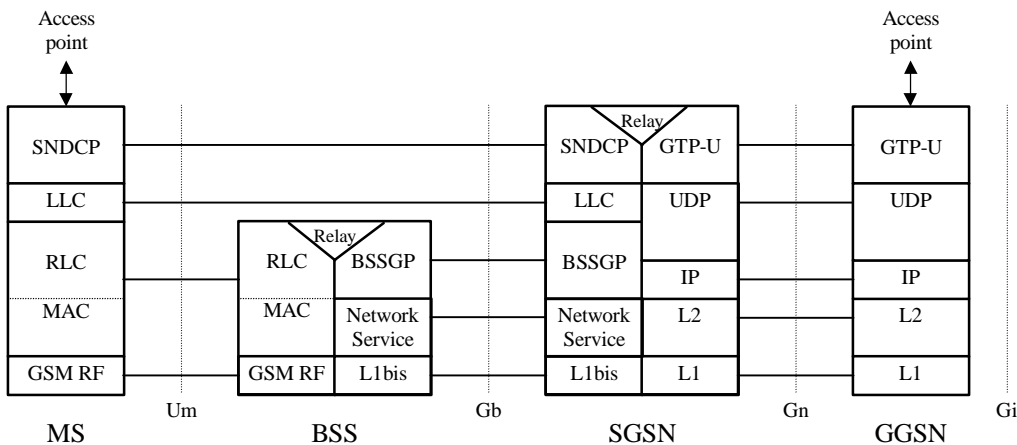 Access
point
Access
point
SNDCP
Relay
SNDCP
GTP-U
GTP-U
LLC
LLC
UDP
UDP
Relay
RLC
RLC
BSSGP
BSSGP
IP
IP
MAC
MAC
Network
Service
Network
Service
L2
L2
GSM RF
GSM RF
L1bis
L1bis
L1
L1
Um
Gb
Gn
Gi
MS
BSS
SGSN
GGSN